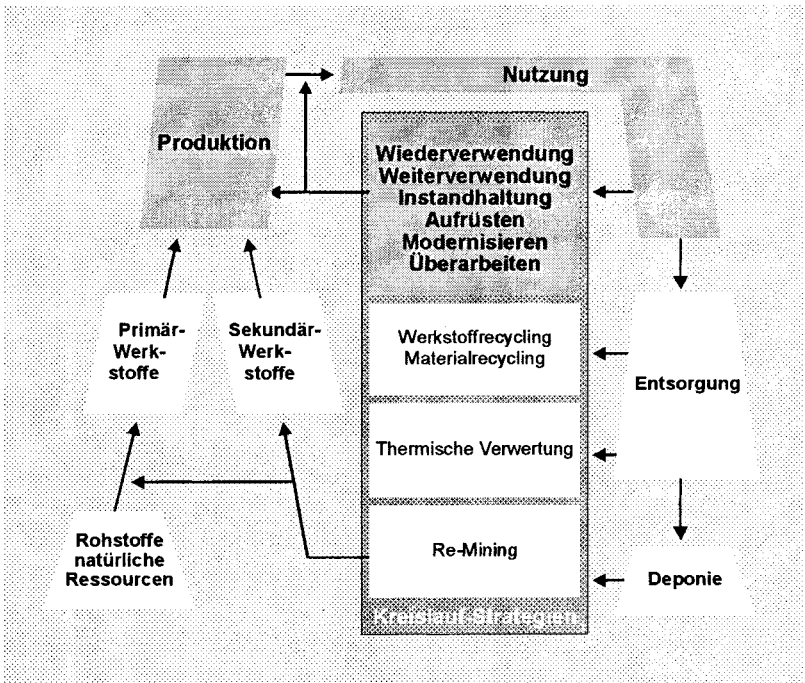 Nutzung
Produktion
Wiederverwendung
Weiterverwendung
Instandhaltung
Aufrüsten
Modernisieren
Überarbeiten
Primär-
Werk-
stoffe
Sekundär-
Werk-
stoffe
Werkstoffrecycling
Materialrecycling
Entsorgung
Thermische Verwertung
Rohstoffe
natürliche
Ressourcen
Re-Mining
Deponie
Kreislauf-Strategien